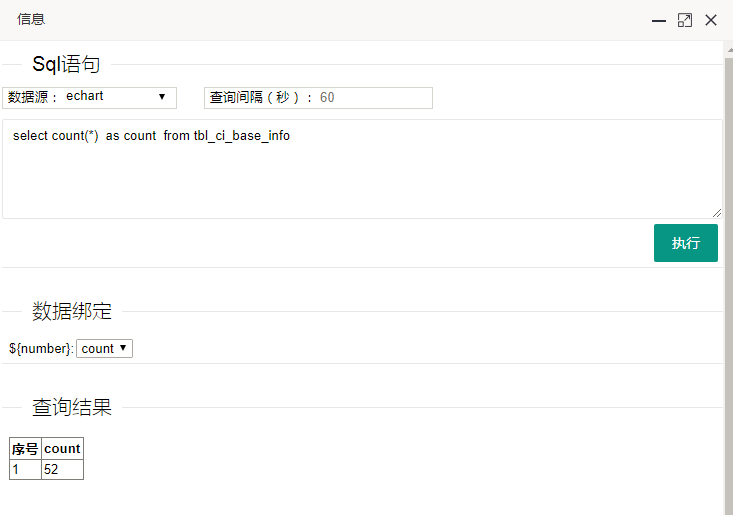 信息
Sql语句
数据源： echart 查询间隔（秒）： 60
select count(*)  as count  from tbl_ci_base_info
执行
数据绑定
${number}: count
查询结果
序号 count
1 52